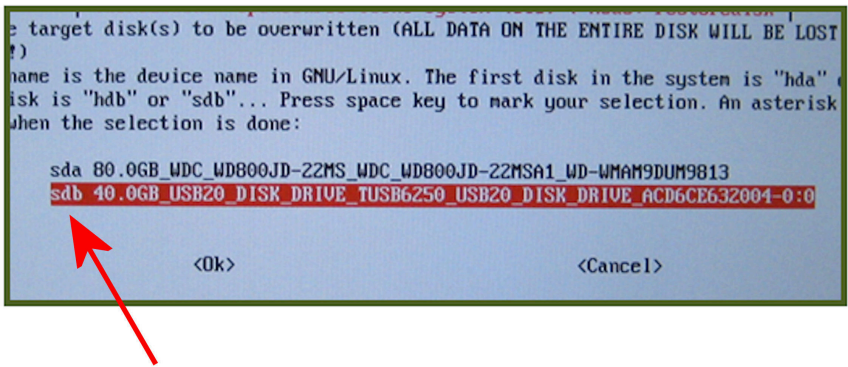 e target disk(s) to be overwritten (ALL DATA ON THE ENTIRE DISK WILL BE LOST
!)
name is the device name in GNU/Linux. The first disk in the system is "hda"
isk is "hdb" or "sdb"... Press space key to mark your selection. An asterisk
when the selection is done:
sda 80.0GB_WDC_WD800JD-22MS_WDC_WD800JD-22MSA1_WD-WMAM9DUM9813
sdb 40.0GB_USB20_DISK_DRIVE_TUSB6250_USB20_DISK_DRIVE_ACD6CE632004-0:0
<Ok> <Cancel>